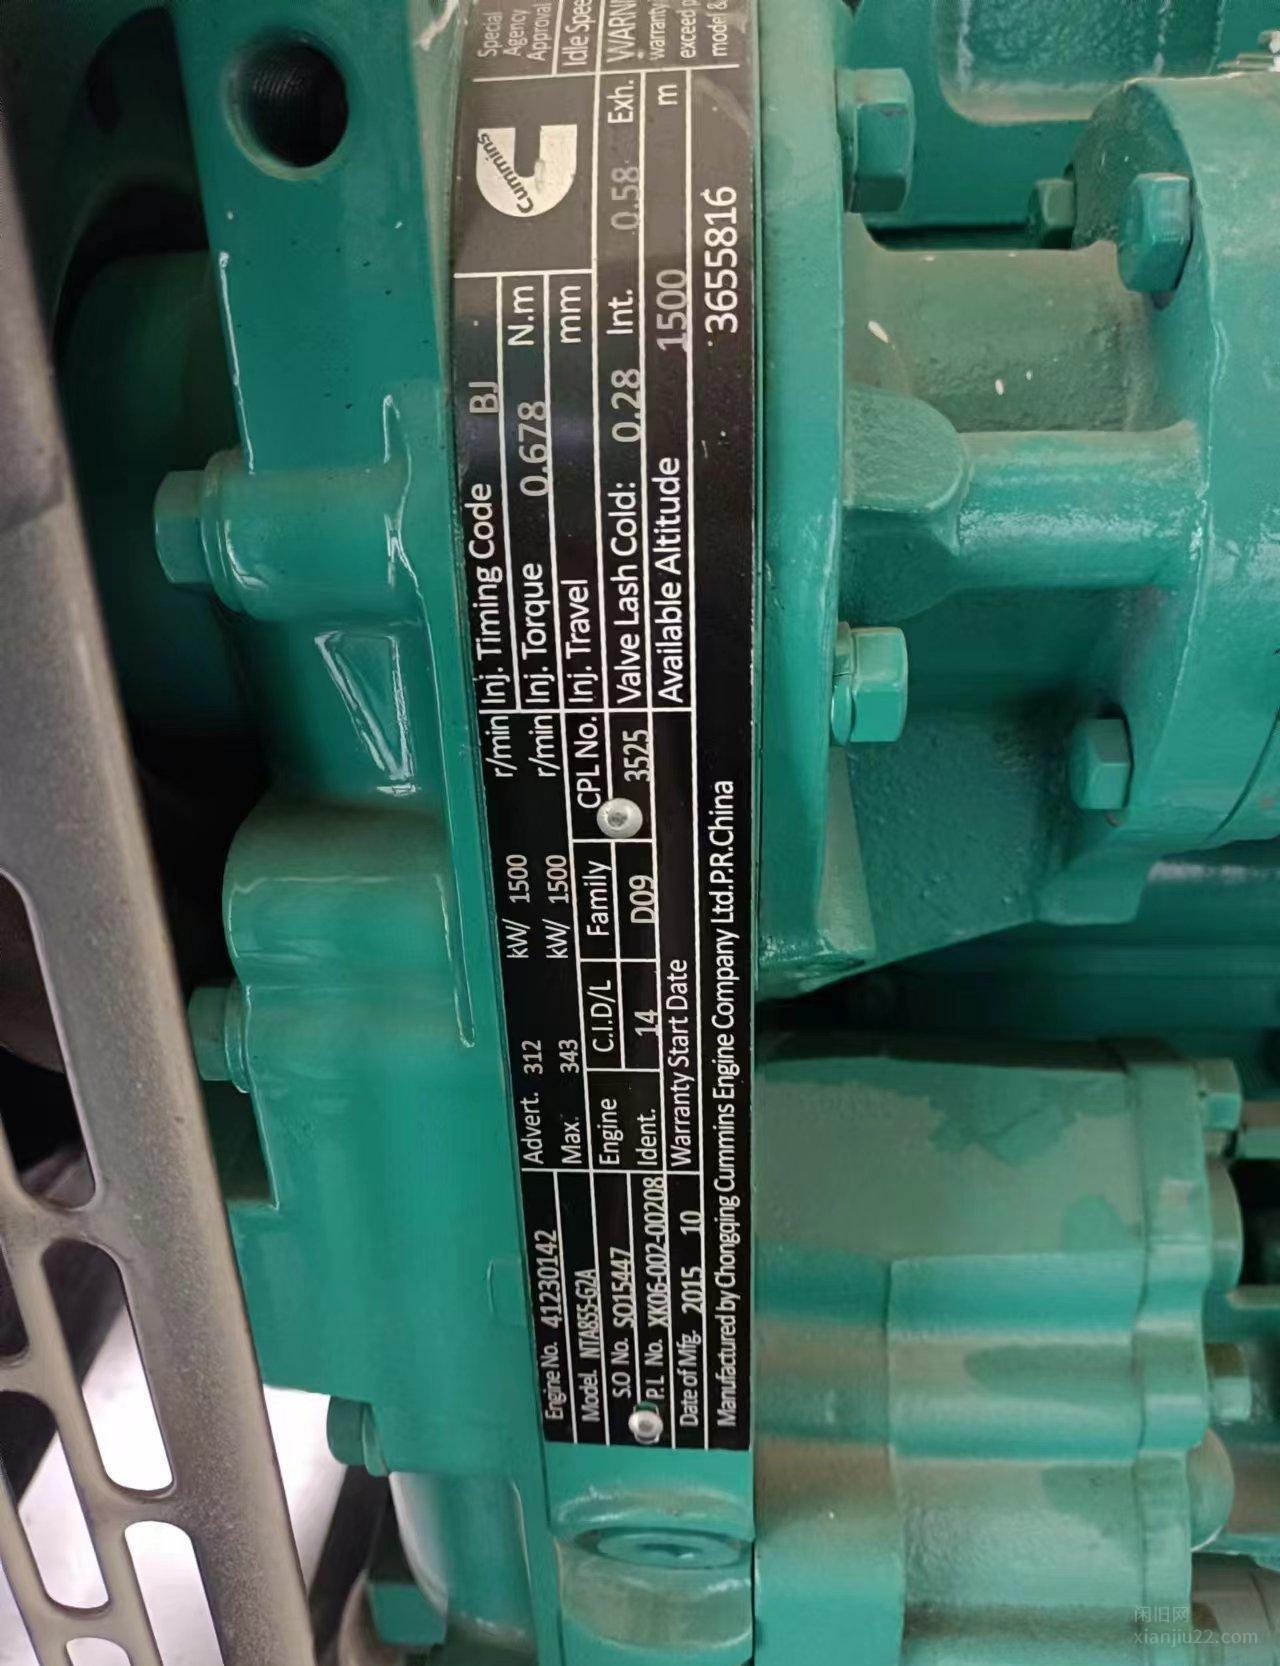 Engine No. 41230142
Model. NTA855-G2A
S.O No. SO15447
P.L No. XK06-002-00208
Date of Mfg. 2015 10
Advert. 312 kW/ 1500 r/min
Max. 343 kW/ 1500 r/min
Engine Ident. C.I.D/L 14 Family D09 CPL No. 3525
Warranty Start Date
Inj. Timing Code BJ
Inj. Torque 0.678 N.m
Inj. Travel mm
Valve Lash Cold: 0.28 Int. 0.58 Exh.
Available Altitude 1500 m
Manufactured by Chongqing Cummins Engine Company Ltd.P.R.China 3655816
Cummins
Special
Agency
Approval
Idle
warranty
exceed
model &
闲旧网
xianjiu22.com